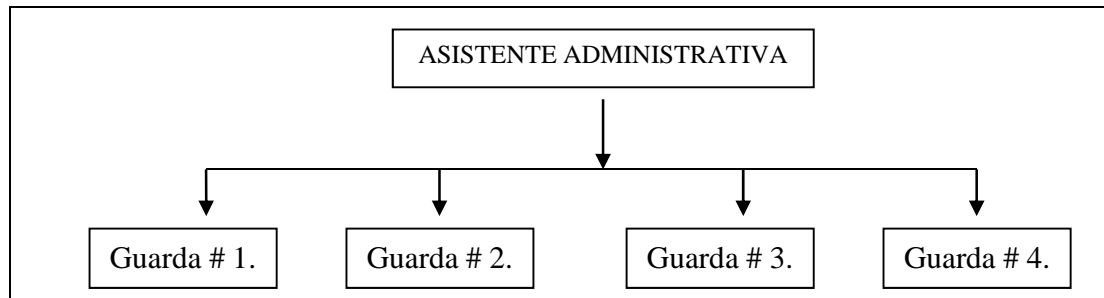 ASISTENTE ADMINISTRATIVA
Guarda # 1.
Guarda # 2.
Guarda # 3.
Guarda # 4.